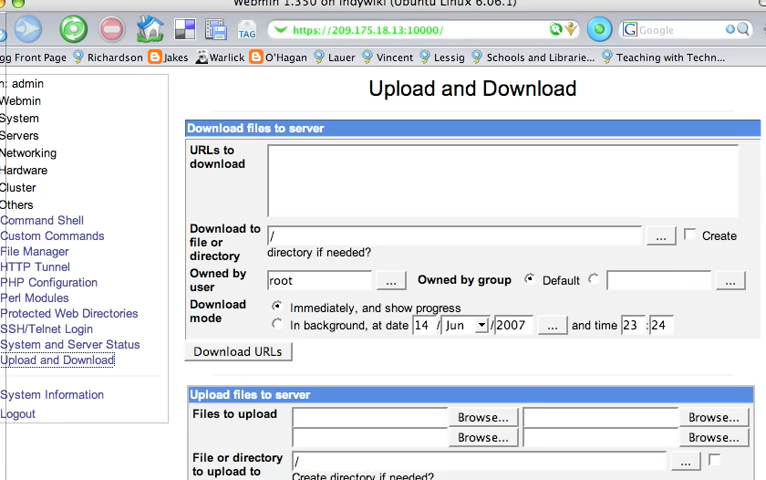 Webmin 1.350 on indywiki (Ubuntu Linux 6.06.1)
TAG https://209.175.18.13:10000/ G Google
gg Front Page Richardson Jakes Warlick O'Hagan Lauer Vincent Lessig Schools and Librarie... Teaching with Techn...
n: admin
Webmin
System
Servers
Networking
Hardware
Cluster
Others
Command Shell
Custom Commands
File Manager
HTTP Tunnel
PHP Configuration
Perl Modules
Protected Web Directories
SSH/Telnet Login
System and Server Status
Upload and Download
System Information
Logout
Upload and Download
Download files to server
URLs to download
Download to file or directory / ... Create directory if needed?
Owned by user root ... Owned by group Default ...
Download mode Immediately, and show progress
In background, at date 14 / Jun / 2007 ... and time 23 : 24
Download URLs
Upload files to server
Files to upload Browse... Browse...
Browse... Browse...
File or directory to upload to / ...
Create directory if needed?